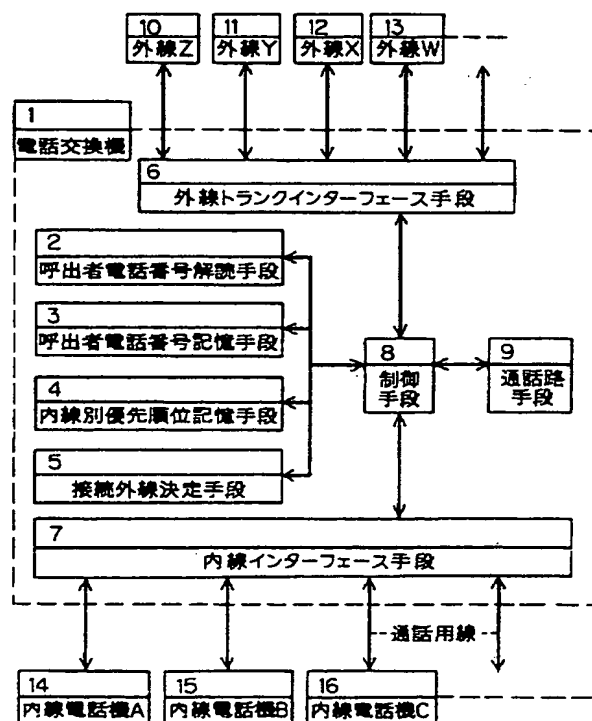 10
外線Z
11
外線Y
12
外線X
13
外線W
1
電話交換機
6
外線トランクインターフェース手段
2
呼出者電話番号解読手段
3
呼出者電話番号記憶手段
4
内線別優先順位記憶手段
5
接続外線決定手段
8
制御
手段
9
通話路
手段
7
内線インターフェース手段
通話用線
14
内線電話機A
15
内線電話機B
16
内線電話機C